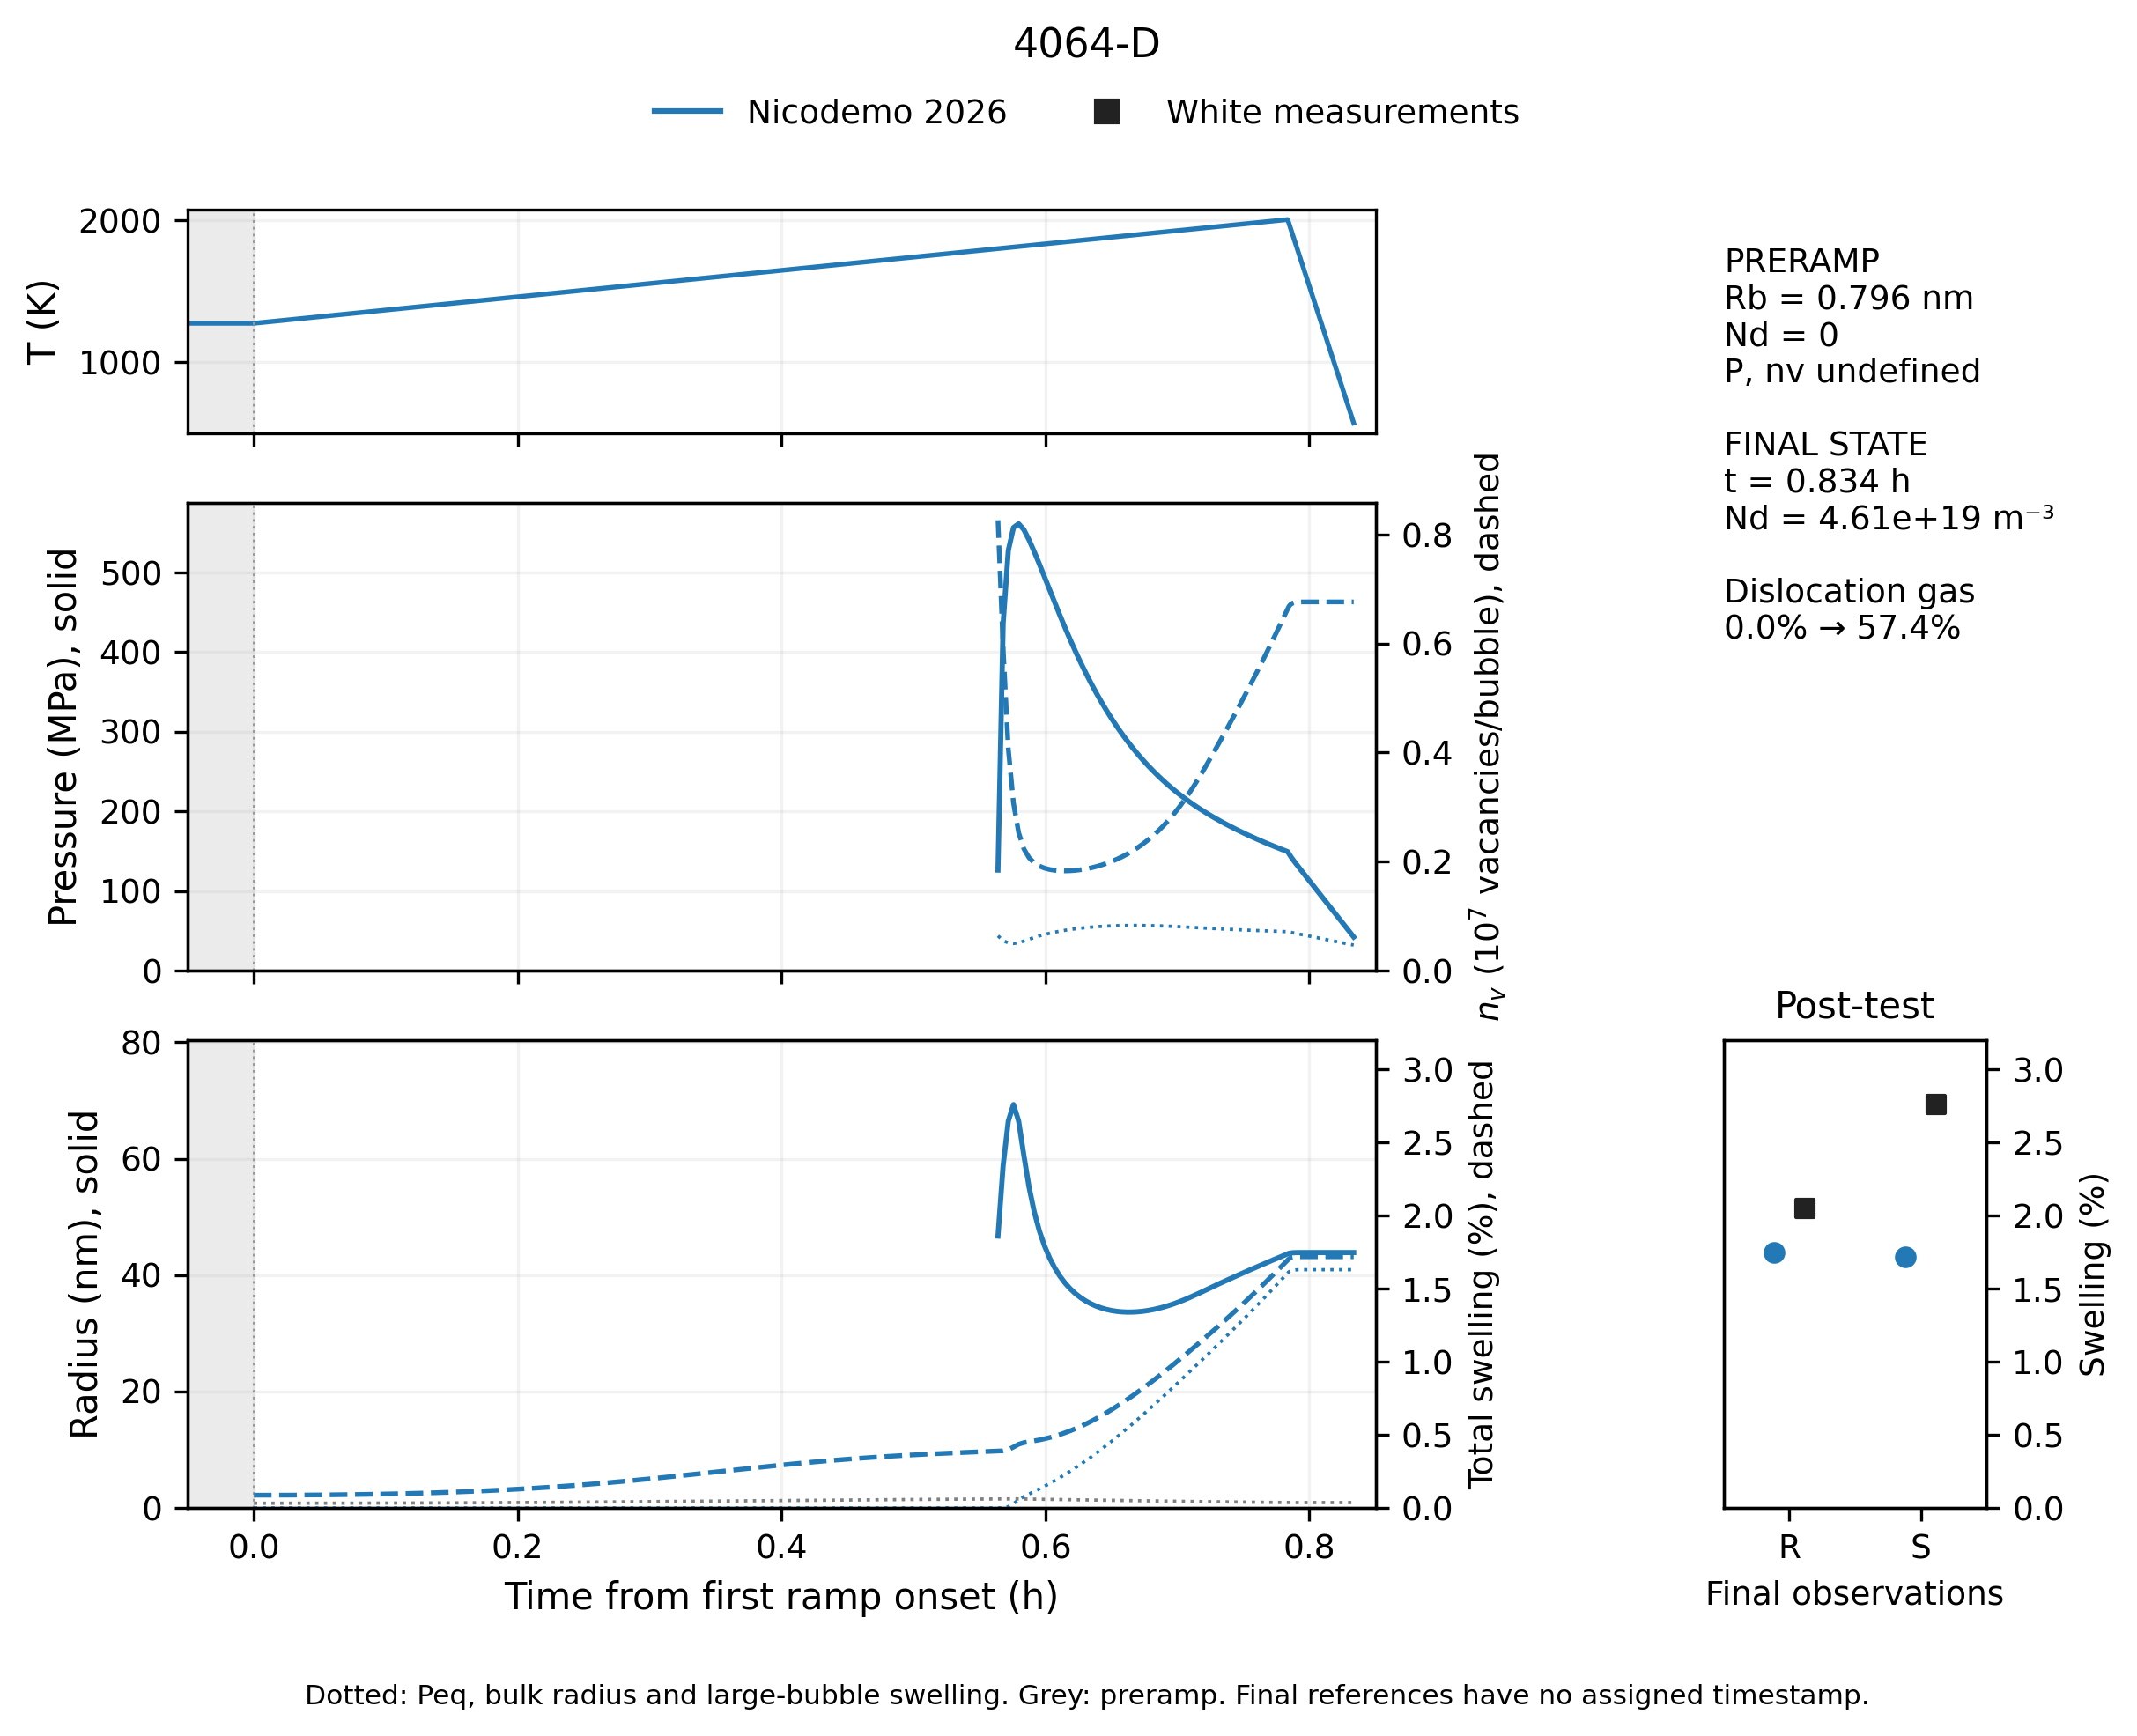 4064-D
Nicodemo 2026
White measurements
2000
1000
T (K)
PRERAMP
Rb = 0.796 nm
Nd = 0
P, nv undefined
FINAL STATE
t = 0.834 h
Nd = 4.61e+19 m⁻³
Dislocation gas
0.0% → 57.4%
500
400
300
200
100
0
Pressure (MPa), solid
0.8
0.6
0.4
0.2
0.0
n_v (10⁷ vacancies/bubble), dashed
80
60
40
20
0
Radius (nm), solid
3.0
2.5
2.0
1.5
1.0
0.5
0.0
Total swelling (%), dashed
0.0 0.2 0.4 0.6 0.8
Time from first ramp onset (h)
Post-test
3.0
2.5
2.0
1.5
1.0
0.5
0.0
Swelling (%)
R S
Final observations
Dotted: Peq, bulk radius and large-bubble swelling. Grey: preramp. Final references have no assigned timestamp.